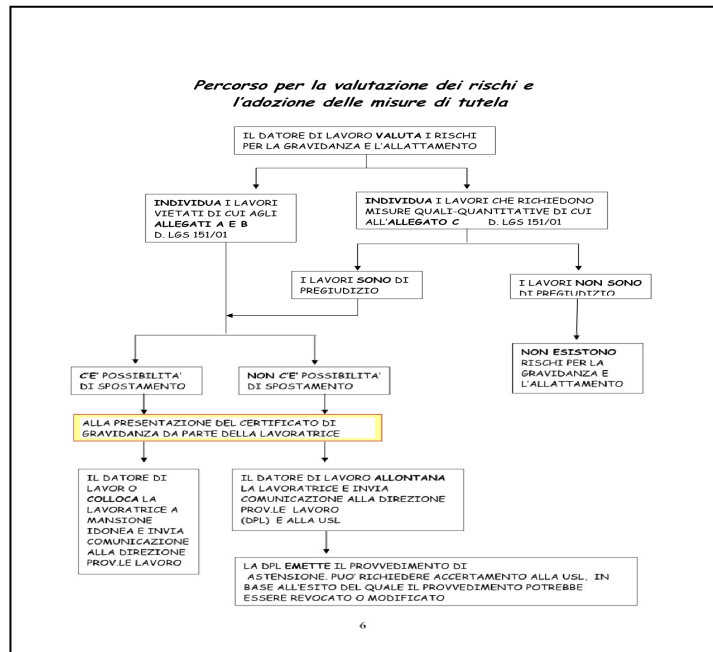 Percorso per la valutazione dei rischi e
l'adozione delle misure di tutela
IL DATORE DI LAVORO VALUTA I RISCHI
PER LA GRAVIDANZA E L'ALLATTAMENTO
INDIVIDUA I LAVORI
VIETATI DI CUI AGLI
ALLEGATI A E B
D. LGS 151/01
INDIVIDUA I LAVORI CHE RICHIEDONO
MISURE QUALI-QUANTITATIVE DI CUI
ALL'ALLEGATO C D. LGS 151/01
I LAVORI SONO DI
PREGIUDIZIO
I LAVORI NON SONO
DI PREGIUDIZIO
NON ESISTONO
RISCHI PER LA
GRAVIDANZA E
L'ALLATTAMENTO
C'E' POSSIBILITA'
DI SPOSTAMENTO
NON C'E' POSSIBILITA'
DI SPOSTAMENTO
ALLA PRESENTAZIONE DEL CERTIFICATO DI
GRAVIDANZA DA PARTE DELLA LAVORATRICE
IL DATORE DI
LAVOR O
COLLOCA LA
LAVORATRICE A
MANSIONE
IDONEA E INVIA
COMUNICAZIONE
ALLA DIREZIONE
PROV.LE LAVORO
IL DATORE DI LAVORO ALLONTANA
LA LAVORATRICE E INVIA
COMUNICAZIONE ALLA DIREZIONE
PROV.LE LAVORO
(DPL) E ALLA USL
LA DPL EMETTE IL PROVVEDIMENTO DI
ASTENSIONE. PUO' RICHIEDERE ACCERTAMENTO ALLA USL, IN
BASE ALL'ESITO DEL QUALE IL PROVVEDIMENTO POTREBBE
ESSERE REVOCATO O MODIFICATO
6